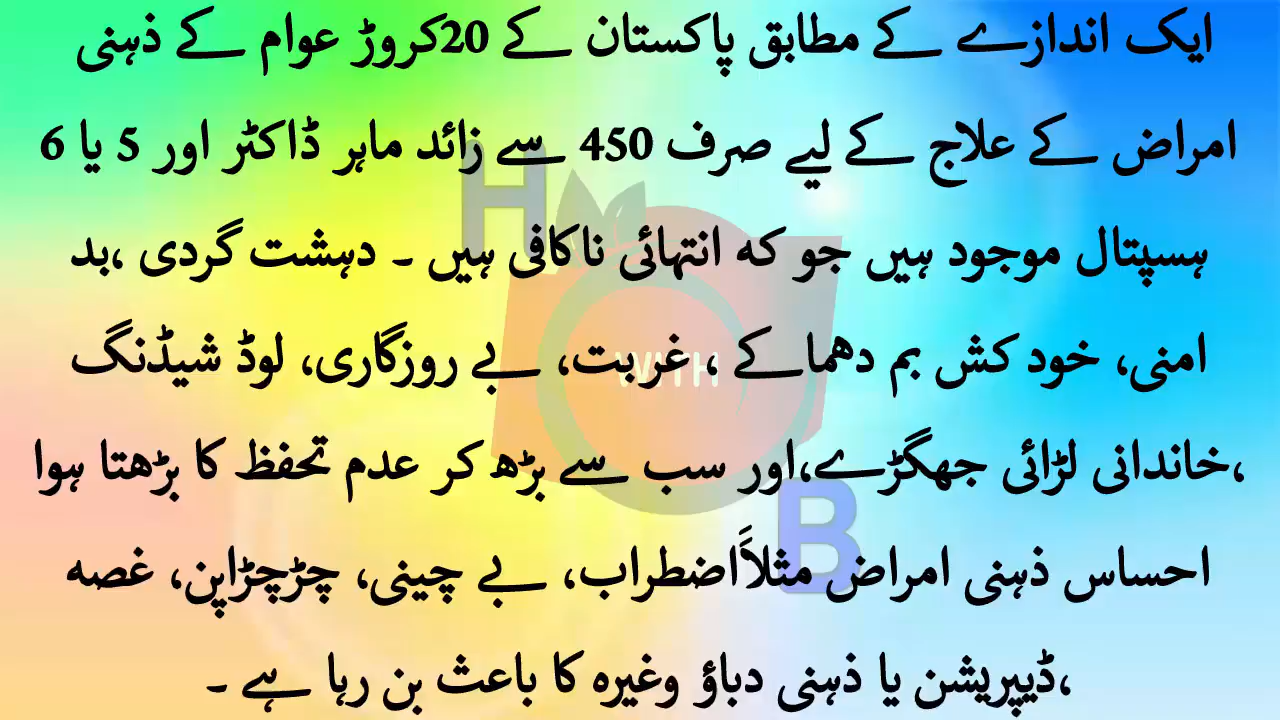 ایک اندازے کے مطابق پاکستان کے 20کروڑ عوام کے ذہنی
امراض کے علاج کے لیے صرف 450 سے زائد ماہر ڈاکٹر اور 5 یا 6
ہسپتال موجود ہیں جو کہ انتہائی ناکافی ہیں ۔ دہشت گردی ،بد
امنی، خود کش بم دھماکے ، غربت، بے روزگاری، لوڈ شیڈنگ
،خاندانی لڑائی جھگڑے،اور سب سے بڑھ کر عدم تحفظ کا بڑھتا ہوا
احساس ذہنی امراض مثلاََاضطراب، بے چینی، چڑچڑاپن، غصہ
،ڈیپریشن یا ذہنی دباؤ وغیرہ کا باعث بن رہا ہے ۔
H
WITH
B